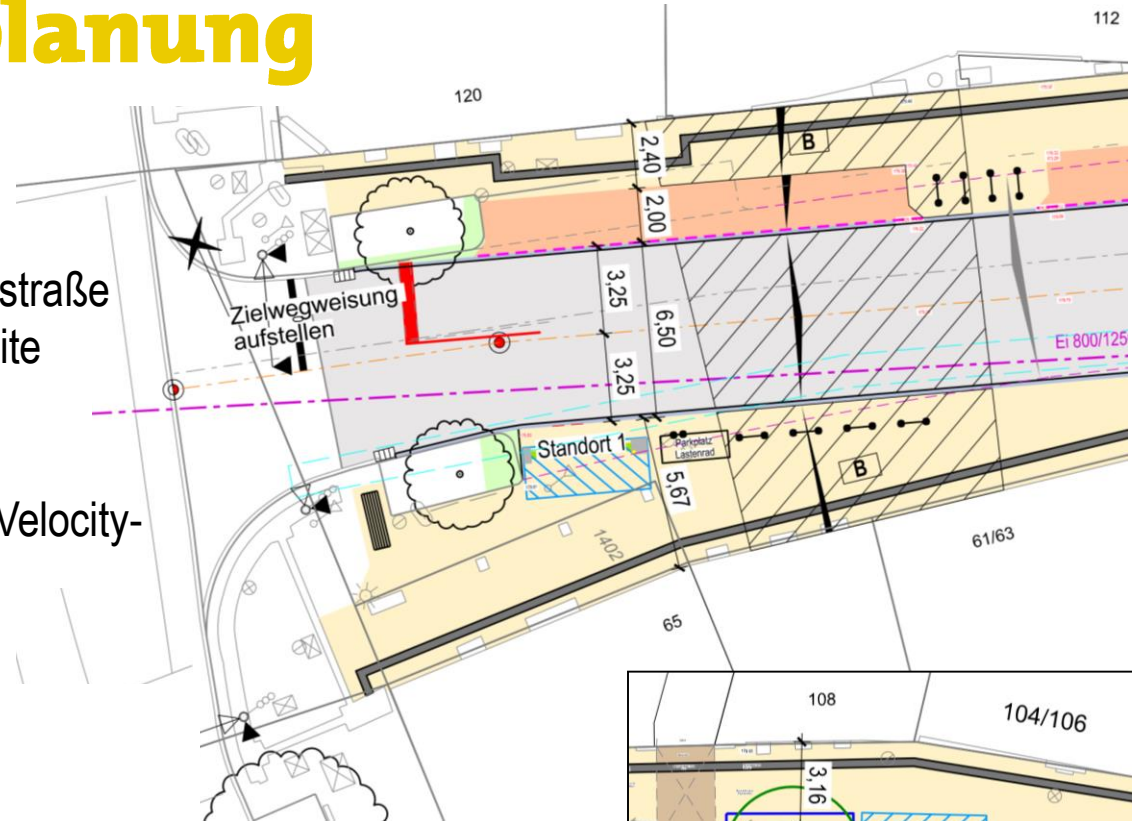 planung
112
120
B
2,40
2,00
straße
ite
Zielwegweisung
aufstellen
3,25
6,50
3,25
Ei 800/125
Standort 1
Parkplatz
Lastenrad
B
5,67
Velocity-
1402
61/63
65
108
104/106
3,16